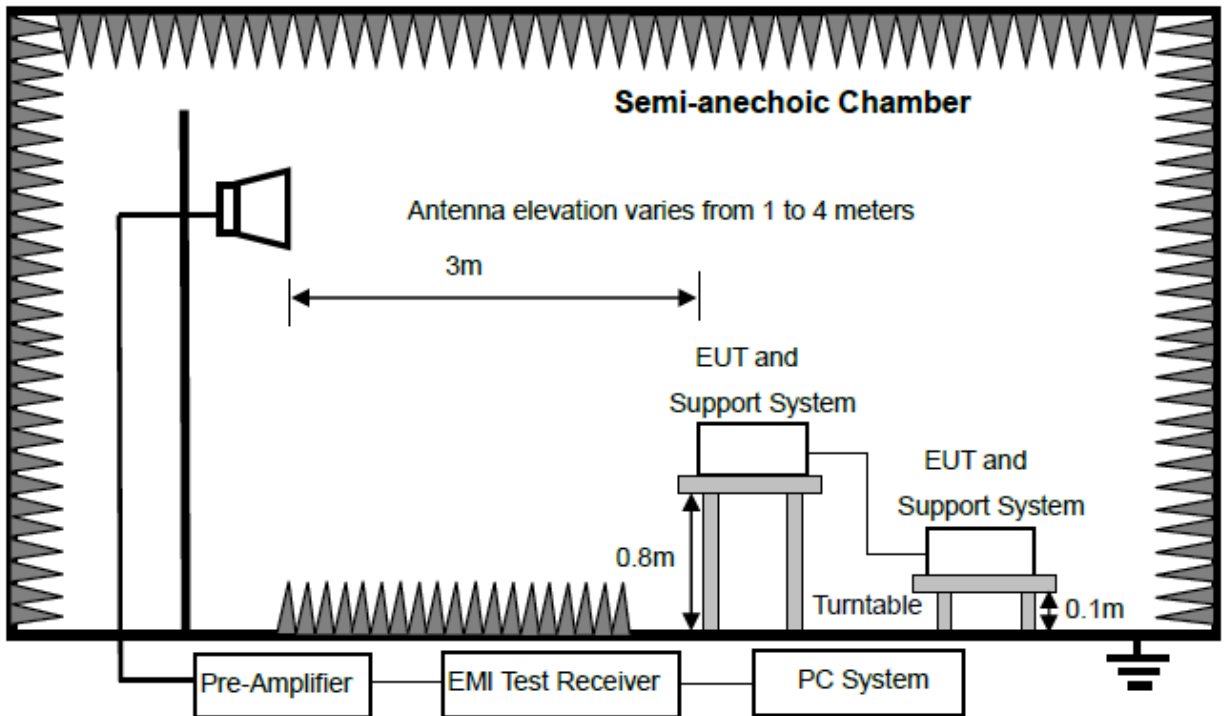 Semi-anechoic Chamber
Antenna elevation varies from 1 to 4 meters
3m
EUT and
Support System
EUT and
Support System
0.8m
Turntable
0.1m
Pre-Amplifier
EMI Test Receiver
PC System